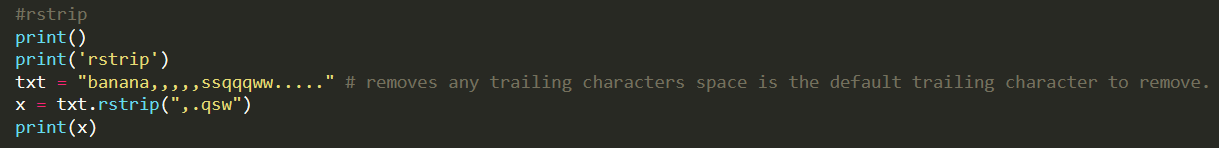 #rstrip
print()
print('rstrip')
txt = "banana,,,,,ssqqqww....." # removes any trailing characters space is the default trailing character to remove.
x = txt.rstrip(",.qsw")
print(x)